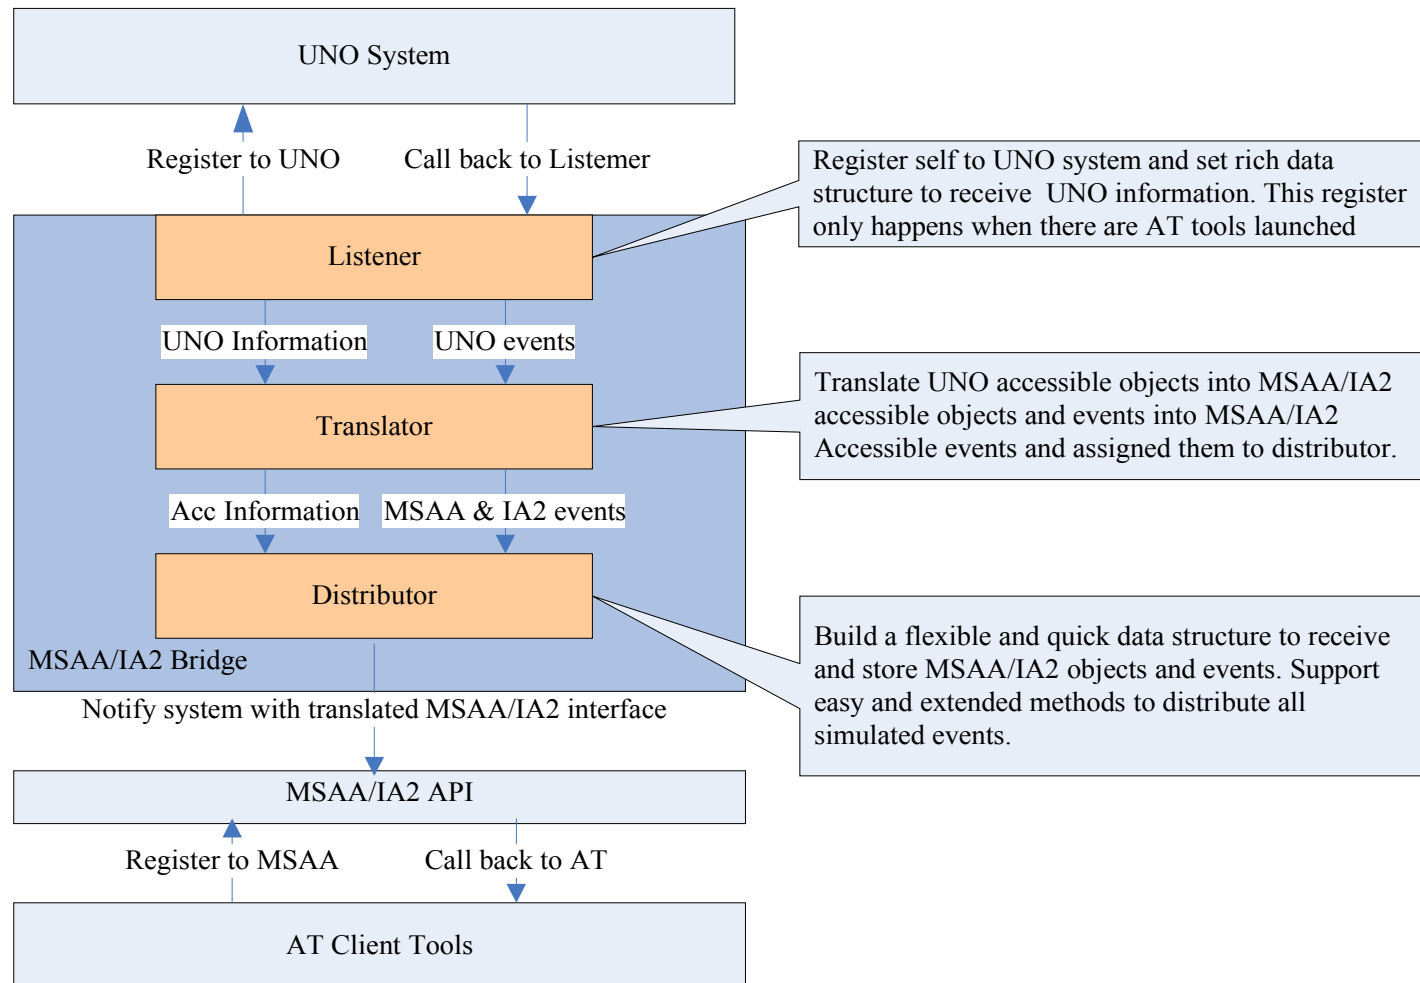 UNO System
Register to UNO
Call back to Listemer
Register self to UNO system and set rich data
structure to receive UNO information. This register
only happens when there are AT tools launched
Listener
UNO Information
UNO events
Translator
Translate UNO accessible objects into MSAA/IA2
accessible objects and events into MSAA/IA2
Accessible events and assigned them to distributor.
Acc Information
MSAA & IA2 events
Distributor
Build a flexible and quick data structure to receive
and store MSAA/IA2 objects and events. Support
easy and extended methods to distribute all
simulated events.
MSAA/IA2 Bridge
Notify system with translated MSAA/IA2 interface
MSAA/IA2 API
Register to MSAA
Call back to AT
AT Client Tools